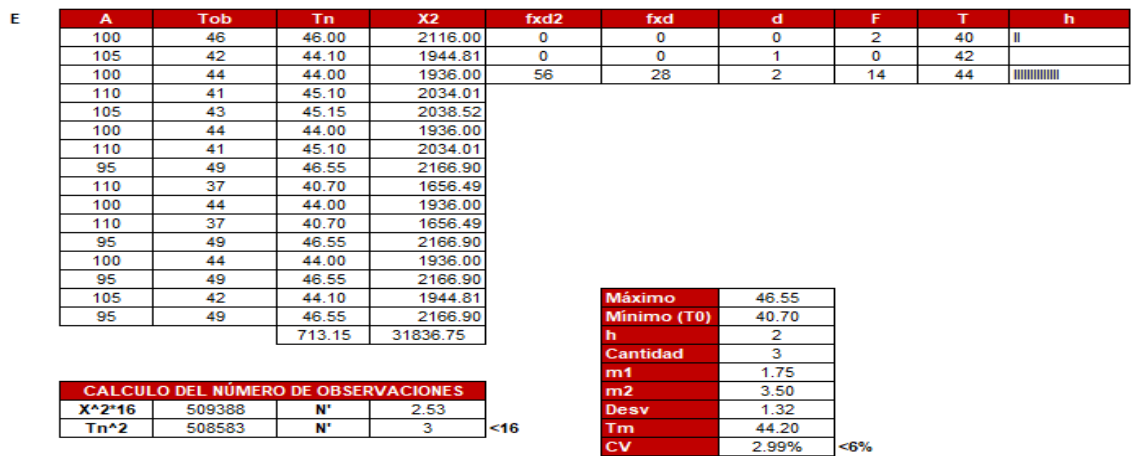 E A Tob Tn X2 fxd2 fxd d F T h
100 46 46.00 2116.00 0 0 0 2 40 II
105 42 44.10 1944.81 0 0 1 0 42
100 44 44.00 1936.00 56 28 2 14 44 IIIIIIIIIIIIII
110 41 45.10 2034.01
105 43 45.15 2038.52
100 44 44.00 1936.00
110 41 45.10 2034.01
95 49 46.55 2166.90
110 37 40.70 1656.49
100 44 44.00 1936.00
110 37 40.70 1656.49
95 49 46.55 2166.90
100 44 44.00 1936.00
95 49 46.55 2166.90
105 42 44.10 1944.81
95 49 46.55 2166.90
713.15 31836.75
Máximo 46.55
Mínimo (T0) 40.70
h 2
Cantidad 3
m1 1.75
m2 3.50
Desv 1.32
Tm 44.20
CV 2.99% <6%
CALCULO DEL NÚMERO DE OBSERVACIONES
X^2*16 509388 N' 2.53
Tn^2 508583 N' 3 <16